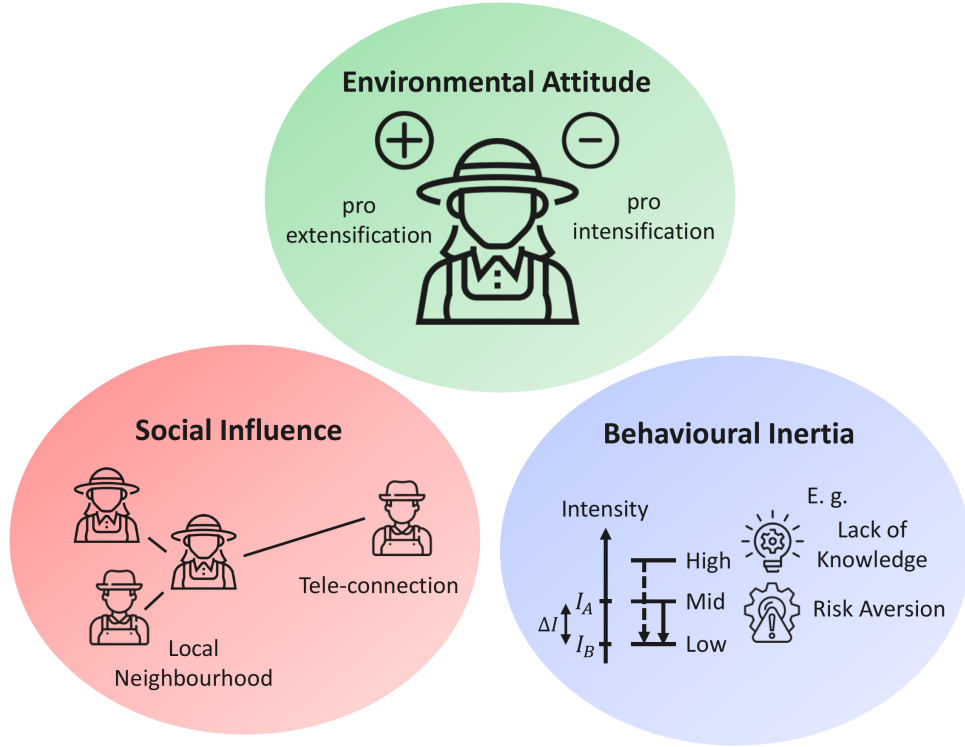 Environmental Attitude
pro
extensification
pro
intensification
Social Influence
Tele-connection
Local
Neighbourhood
Behavioural Inertia
E. g.
Intensity
Lack of
Knowledge
High
I_A
Mid
Risk Aversion
ΔI
I_B
Low